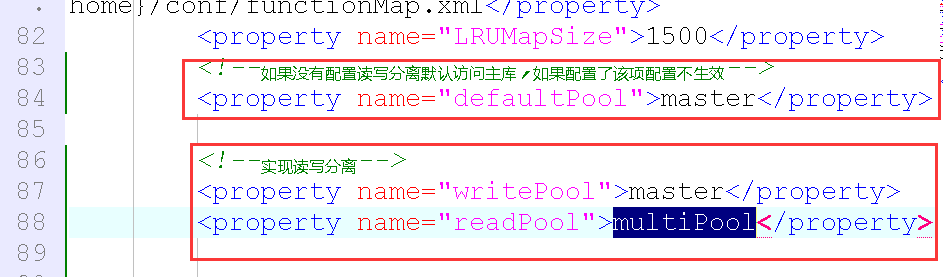 home}/conf/functionMap.xml</property>
82 <property name="LRUMapSize">1500</property>
83 <!--如果没有配置读写分离默认访问主库,如果配置了该项配置不生效-->
84 <property name="defaultPool">master</property>
85
86 <!--实现读写分离-->
87 <property name="writePool">master</property>
88 <property name="readPool">multiPool</property>
89